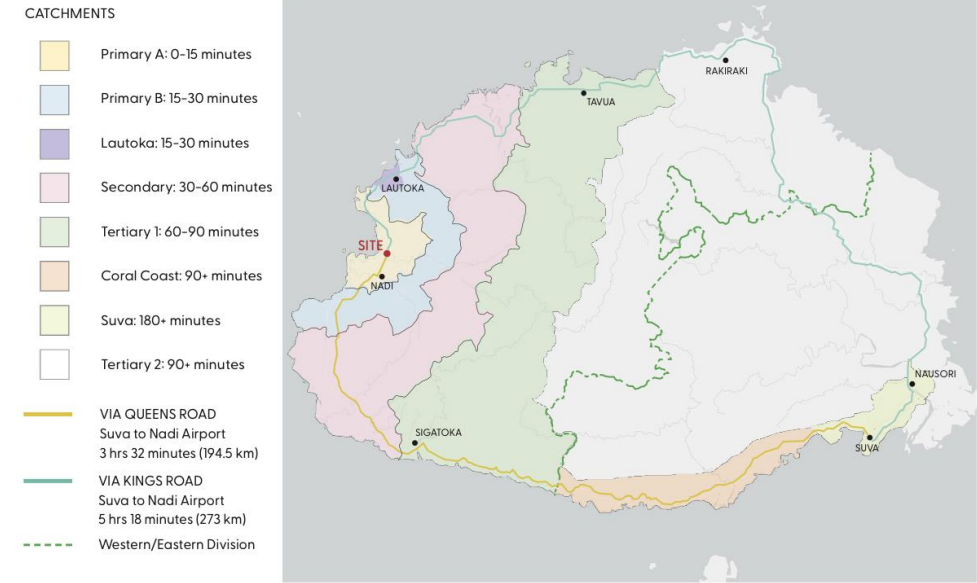 CATCHMENTS
Primary A: 0-15 minutes
Primary B: 15-30 minutes
Lautoka: 15-30 minutes
Secondary: 30-60 minutes
Tertiary 1: 60-90 minutes
Coral Coast: 90+ minutes
Suva: 180+ minutes
Tertiary 2: 90+ minutes
VIA QUEENS ROAD
Suva to Nadi Airport
3 hrs 32 minutes (194.5 km)
VIA KINGS ROAD
Suva to Nadi Airport
5 hrs 18 minutes (273 km)
Western/Eastern Division
RAKIRAKI
TAVUA
LAUTOKA
SITE
NADI
NAUSORI
SIGATOKA
SUVA